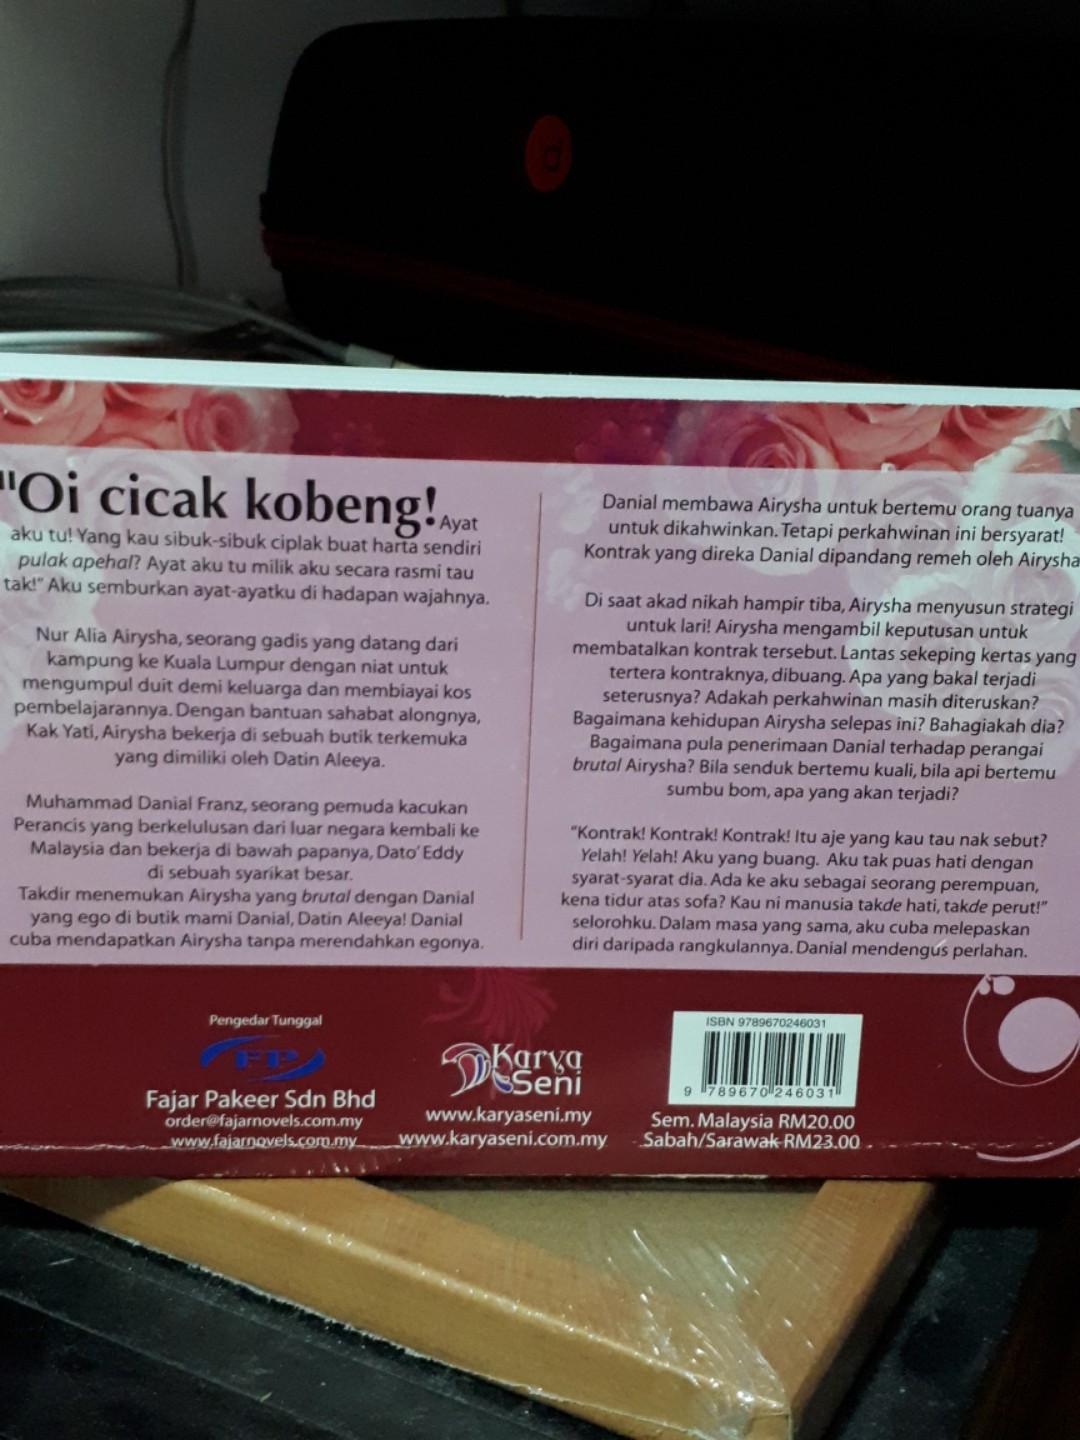 "Oi cicak kobeng! Ayat
aku tu! Yang kau sibuk-sibuk ciplak buat harta sendiri
pulak apehal? Ayat aku tu milik aku secara rasmi tau
tak!" Aku semburkan ayat-ayatku di hadapan wajahnya.
Nur Alia Airysha, seorang gadis yang datang dari
kampung ke Kuala Lumpur dengan niat untuk
mengumpul duit demi keluarga dan membiayai kos
pembelajarannya. Dengan bantuan sahabat alongnya,
Kak Yati, Airysha bekerja di sebuah butik terkemuka
yang dimiliki oleh Datin Aleeya.
Muhammad Danial Franz, seorang pemuda kacukan
Perancis yang berkelulusan dari luar negara kembali ke
Malaysia dan bekerja di bawah papanya, Dato' Eddy
di sebuah syarikat besar.
Takdir menemukan Airysha yang brutal dengan Danial
yang ego di butik mami Danial, Datin Aleeya! Danial
cuba mendapatkan Airysha tanpa merendahkan egonya.
Danial membawa Airysha untuk bertemu orang tuanya
untuk dikahwinkan. Tetapi perkahwinan ini bersyarat!
Kontrak yang direka Danial dipandang remeh oleh Airysha
Di saat akad nikah hampir tiba, Airysha menyusun strategi
untuk lari! Airysha mengambil keputusan untuk
membatalkan kontrak tersebut. Lantas sekeping kertas yang
tertera kontraknya, dibuang. Apa yang bakal terjadi
seterusnya? Adakah perkahwinan masih diteruskan?
Bagaimana kehidupan Airysha selepas ini? Bahagiakah dia?
Bagaimana pula penerimaan Danial terhadap perangai
brutal Airysha? Bila senduk bertemu kuali, bila api bertemu
sumbu bom, apa yang akan terjadi?
"Kontrak! Kontrak! Kontrak! Itu aje yang kau tau nak sebut?
Yelah! Yelah! Aku yang buang. Aku tak puas hati dengan
syarat-syarat dia. Ada ke aku sebagai seorang perempuan,
kena tidur atas sofa? Kau ni manusia takde hati, takde perut!"
selorohku. Dalam masa yang sama, aku cuba melepaskan
diri daripada rangkulannya. Danial mendengus perlahan.
Pengedar Tunggal
FP
Fajar Pakeer Sdn Bhd
order@fajarnovels.com.my
www.fajarnovels.com.my
Karya
Seni
www.karyaseni.my
www.karyaseni.com.my
ISBN 9789670246031
9 789670 246031
Sem. Malaysia RM20.00
Sabah/Sarawak RM23.00